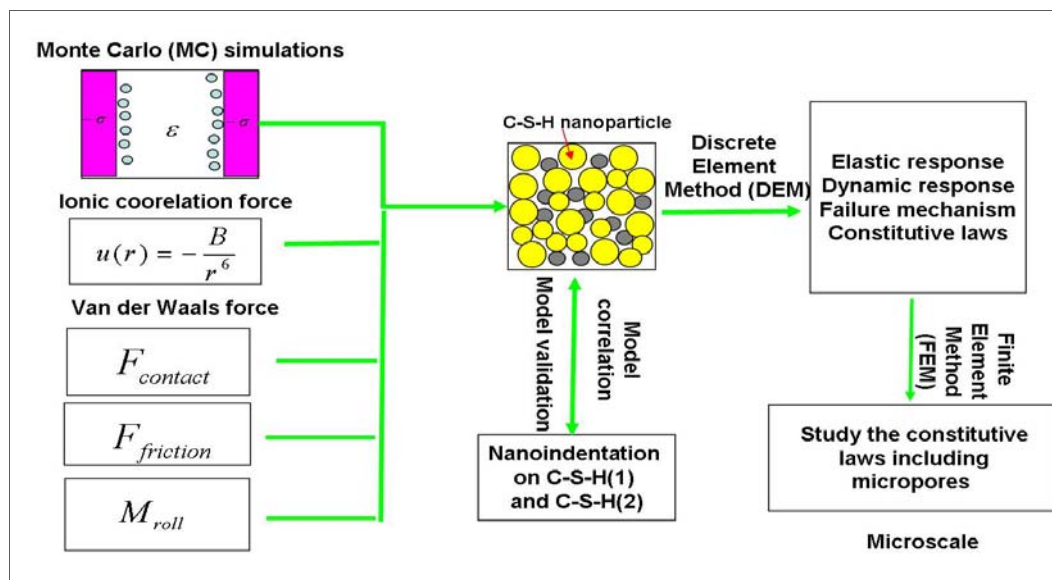 Monte Carlo (MC) simulations
- σ
ε
- σ
Ionic coorelation force
u(r) = - B / r^6
Van der Waals force
F_contact
F_friction
M_roll
C-S-H nanoparticle
Discrete
Element
Method (DEM)
Elastic response
Dynamic response
Failure mechanism
Constitutive laws
Model validation
Model
correlation
Nanoindentation
on C-S-H(1)
and C-S-H(2)
Finite
Element
Method
(FEM)
Study the constitutive
laws including
micropores
Microscale